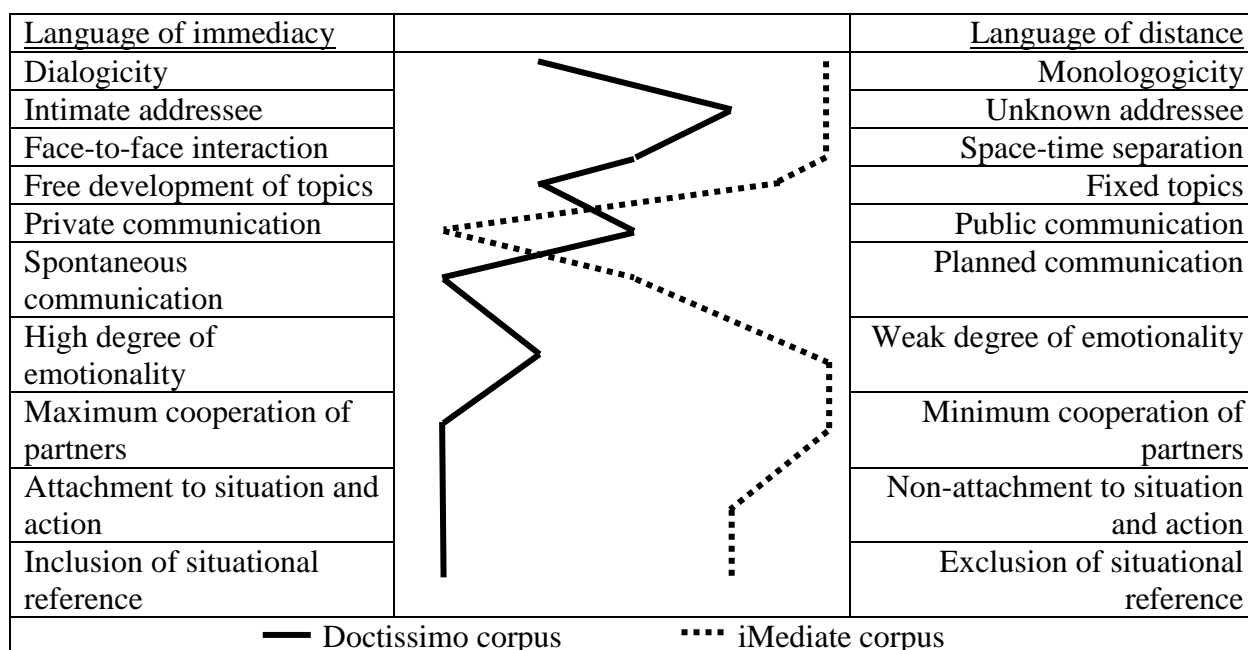 Language of immediacy Language of distance
Dialogicity Monologogicity
Intimate addressee Unknown addressee
Face-to-face interaction Space-time separation
Free development of topics Fixed topics
Private communication Public communication
Spontaneous Planned communication
communication
High degree of Weak degree of emotionality
emotionality
Maximum cooperation of Minimum cooperation of
partners partners
Attachment to situation and Non-attachment to situation
action and action
Inclusion of situational Exclusion of situational
reference reference
Doctissimo corpus iMediate corpus